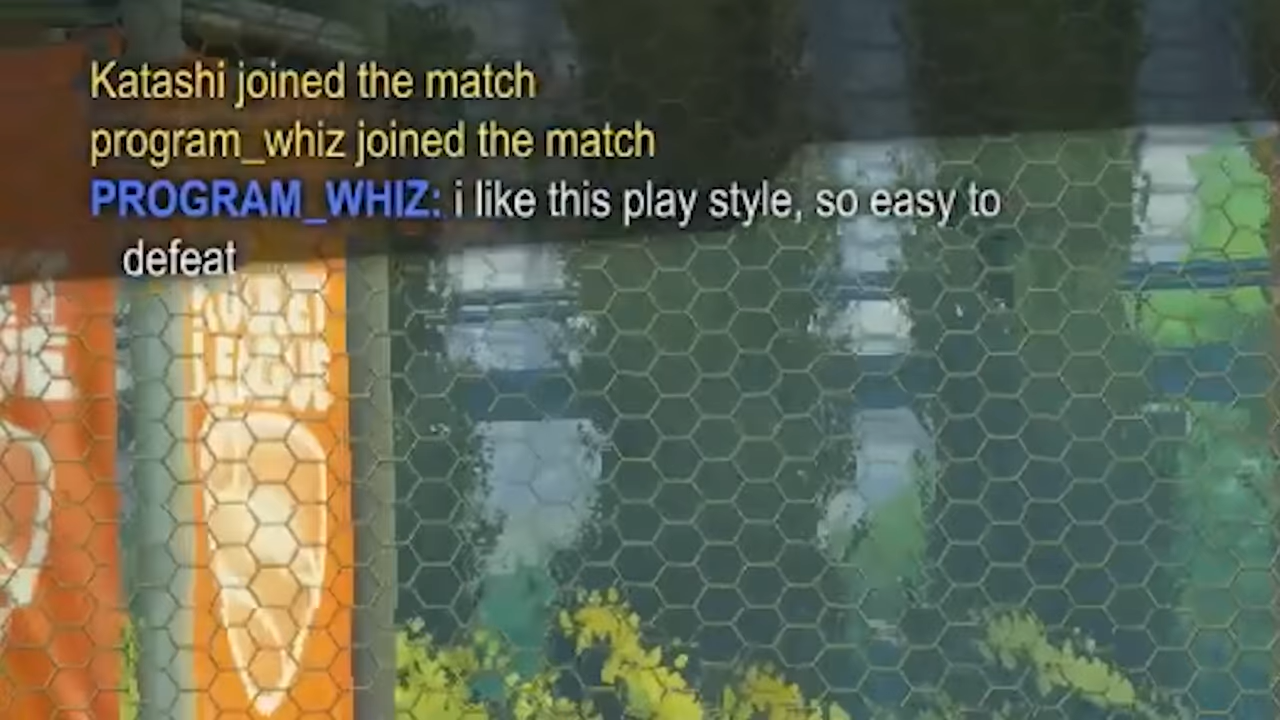 Katashi joined the match
program_whiz joined the match
PROGRAM_WHIZ: i like this play style, so easy to
defeat